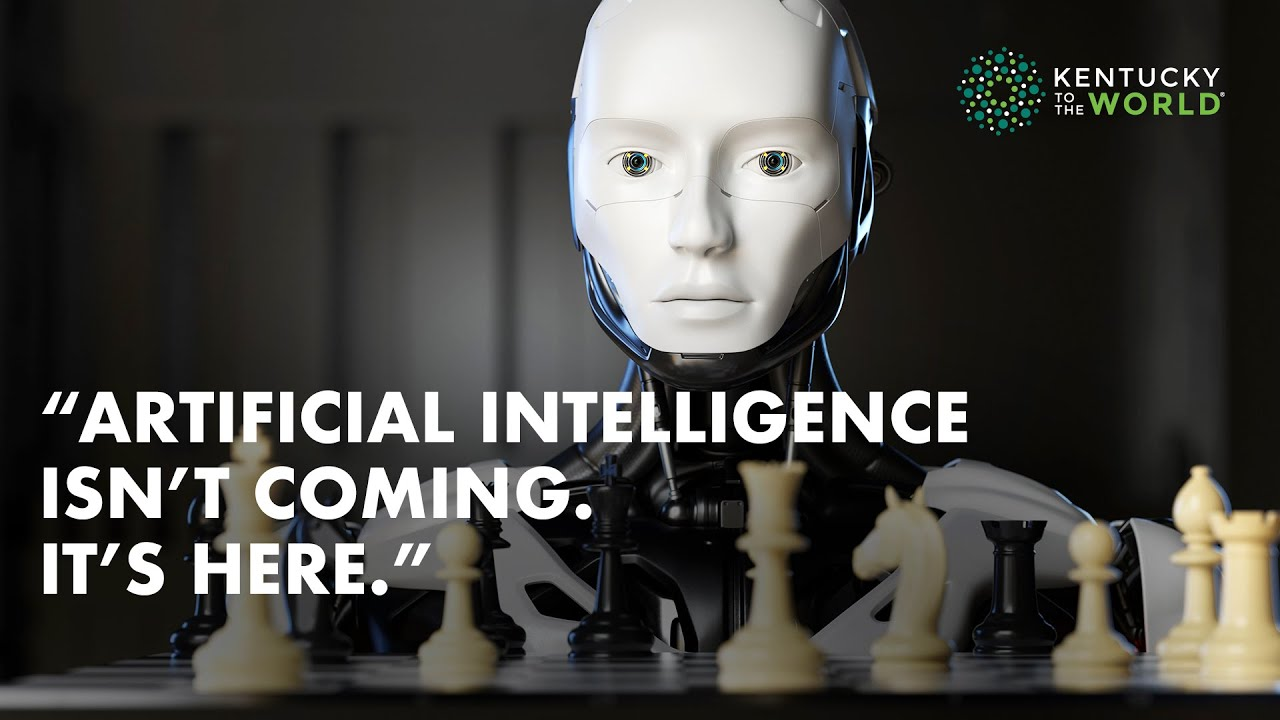 KENTUCKY
TO THE WORLD®
“ARTIFICIAL INTELLIGENCE
ISN’T COMING.
IT’S HERE.”